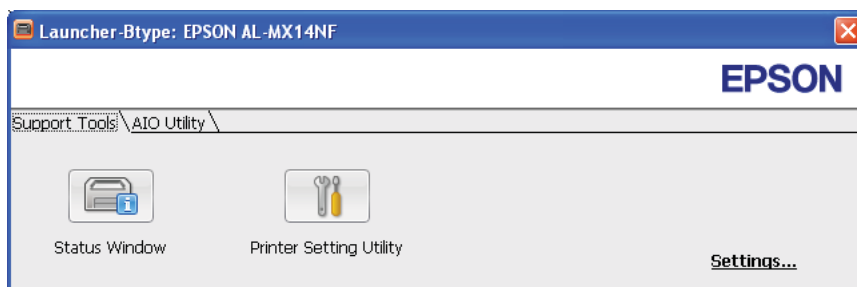 Launcher-Btype: EPSON AL-MX14NF
EPSON
Support Tools AIO Utility
Status Window Printer Setting Utility
Settings...